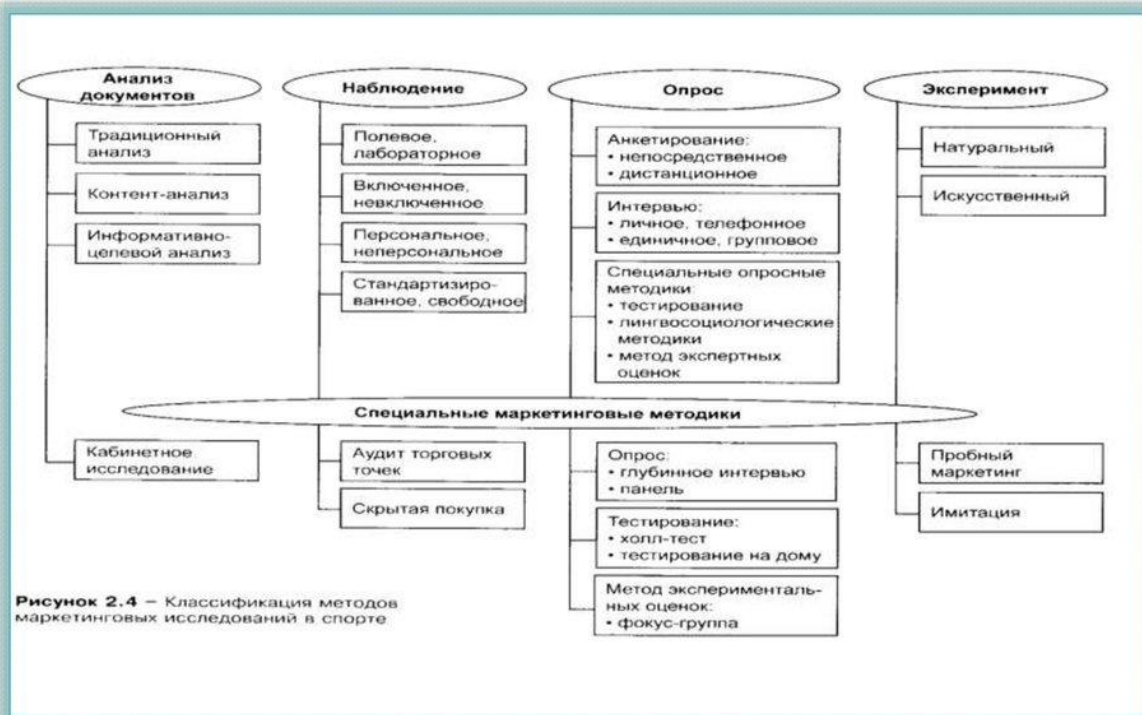 Анализ
документов
Традиционный
анализ
Контент-анализ
Информативно-
целевой анализ
Наблюдение
Полевое,
лабораторное
Включенное,
невключенное
Персональное,
неперсональное
Стандартизиро-
ванное, свободное
Опрос
Анкетирование:
• непосредственное
• дистанционное
Интервью:
• личное, телефонное
• единичное, групповое
Специальные опросные
методики:
• тестирование
• лингвосоциологические
методики
• метод экспертных
оценок
Эксперимент
Натуральный
Искусственный
Специальные маркетинговые методики
Кабинетное
исследование
Аудит торговых
точек
Скрытая покупка
Опрос:
• глубинное интервью
• панель
Тестирование:
• холл-тест
• тестирование на дому
Метод эксперименталь-
ных оценок:
• фокус-группа
Пробный
маркетинг
Имитация
Рисунок 2.4 – Классификация методов
маркетинговых исследований в спорте